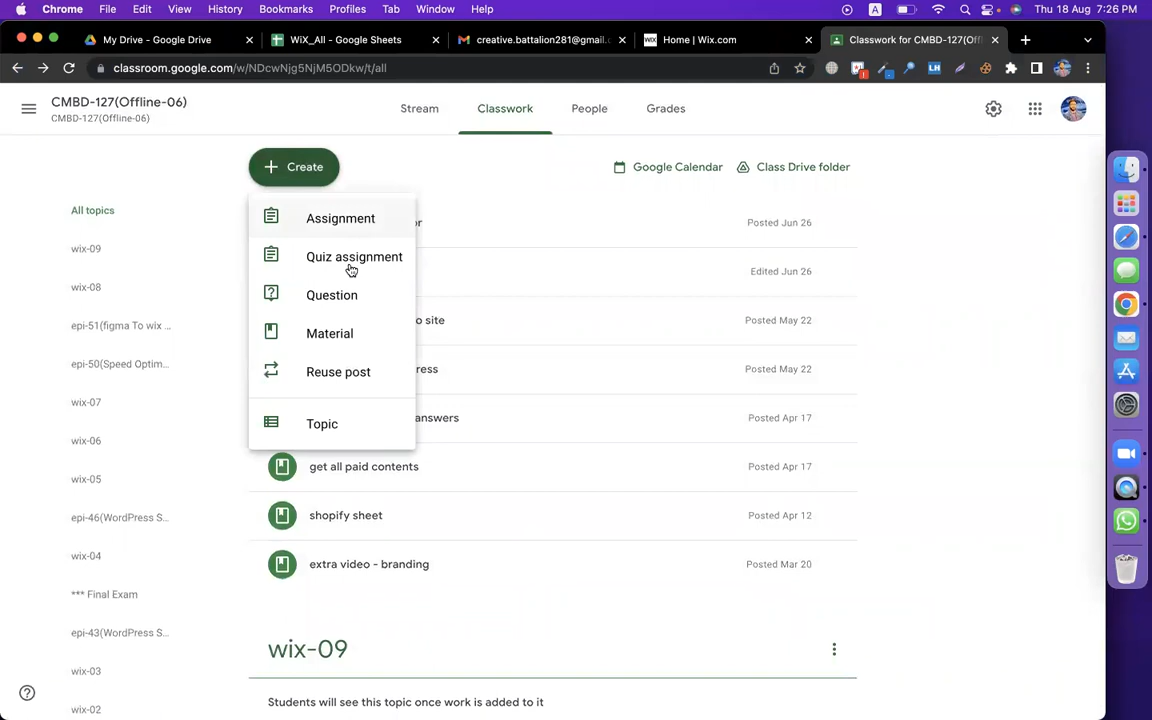 Chrome File Edit View History Bookmarks Profiles Tab Window Help A Thu 18 Aug 7:26 PM
My Drive - Google Drive WiX_All - Google Sheets creative.battalion281@gmail. Home | Wix.com Classwork for CMBD-127(Off
classroom.google.com/w/NDcwNjg5NjM5ODkw/t/all
CMBD-127(Offline-06)
CMBD-127(Offline-06)
Stream Classwork People Grades
Create
Google Calendar Class Drive folder
All topics
wix-09
wix-08
epi-51(figma To wix ...
epi-50(Speed Optim...
wix-07
wix-06
wix-05
epi-46(WordPress S...
wix-04
*** Final Exam
epi-43(WordPress S...
wix-03
wix-02
Assignment
Quiz assignment
Question
Material
Reuse post
Topic
or Posted Jun 26
Edited Jun 26
o site Posted May 22
ress Posted May 22
answers Posted Apr 17
get all paid contents Posted Apr 17
shopify sheet Posted Apr 12
extra video - branding Posted Mar 20
wix-09
Students will see this topic once work is added to it